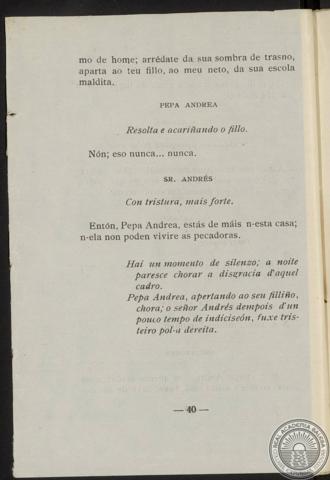 mo de home; arrédate da sua sombra de trasno,
aparta ao teu fillo, ao meu neto, da sua escola
maldita.
PEPA ANDREA
Resolta e acariñando o fillo.
Nón; eso nunca... nunca.
SR. ANDRÉS
Con tristura, mais forte.
Entón, Pepa Andrea, estás de máis n-esta casa;
n-ela non poden vivire as pecadoras.
Hai un momento de silenzo; a noite
paresce chorar a disgracia d'aquel
cadro.
Pepa Andrea, apertando ao seu filliño,
chora; o señor Andrés dempois d'un
pouco tempo de indiciseón, fuxe tris-
teiro pol-a dereita.
— 40 —
REAL ACADEMIA GALEGA